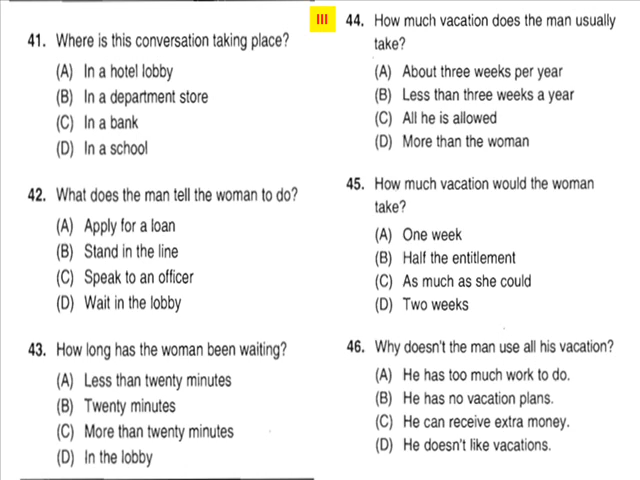 41. Where is this conversation taking place?
(A) In a hotel lobby
(B) In a department store
(C) In a bank
(D) In a school
42. What does the man tell the woman to do?
(A) Apply for a loan
(B) Stand in the line
(C) Speak to an officer
(D) Wait in the lobby
43. How long has the woman been waiting?
(A) Less than twenty minutes
(B) Twenty minutes
(C) More than twenty minutes
(D) In the lobby
III
44. How much vacation does the man usually
take?
(A) About three weeks per year
(B) Less than three weeks a year
(C) All he is allowed
(D) More than the woman
45. How much vacation would the woman
take?
(A) One week
(B) Half the entitlement
(C) As much as she could
(D) Two weeks
46. Why doesn't the man use all his vacation?
(A) He has too much work to do.
(B) He has no vacation plans.
(C) He can receive extra money.
(D) He doesn't like vacations.